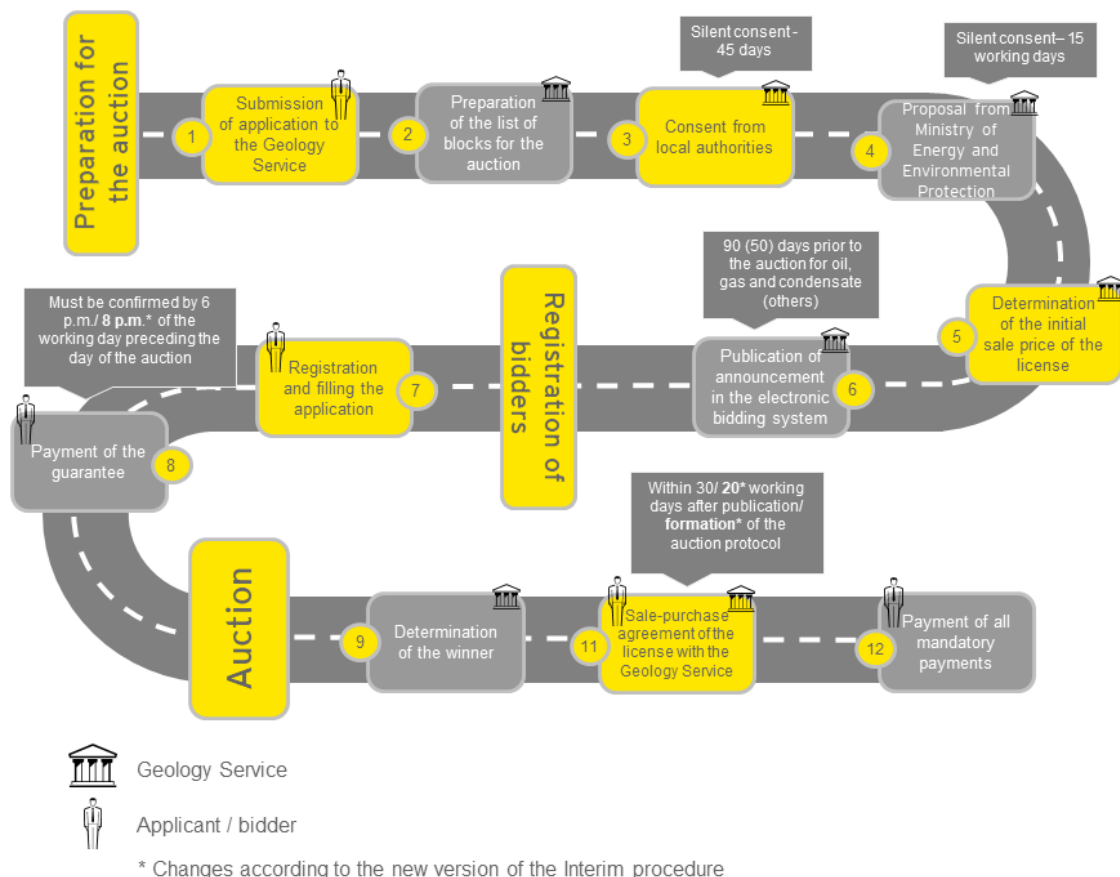 Preparation for
the auction
1
Submission
of application to
the Geology
Service
2
Preparation
of the list of
blocks for the
auction
Silent consent -
45 days
3
Consent from
local authorities
Silent consent– 15
working days
4
Proposal from
Ministry of
Energy and
Environmental
Protection
5
Determination
of the initial
sale price of the
license
90 (50) days prior to
the auction for oil,
gas and condensate
(others)
6
Publication of
announcement
in the electronic
bidding system
Registration of
bidders
7
Registration
and filling the
application
Must be confirmed by 6
p.m./ 8 p.m.* of the
working day preceding the
day of the auction
8
Payment of the
guarantee
Auction
9
Determination
of the winner
Within 30/ 20* working
days after publication/
formation* of the
auction protocol
11
Sale-purchase
agreement of the
license with the
Geology Service
12
Payment of all
mandatory
payments
Geology Service
Applicant / bidder
* Changes according to the new version of the Interim procedure